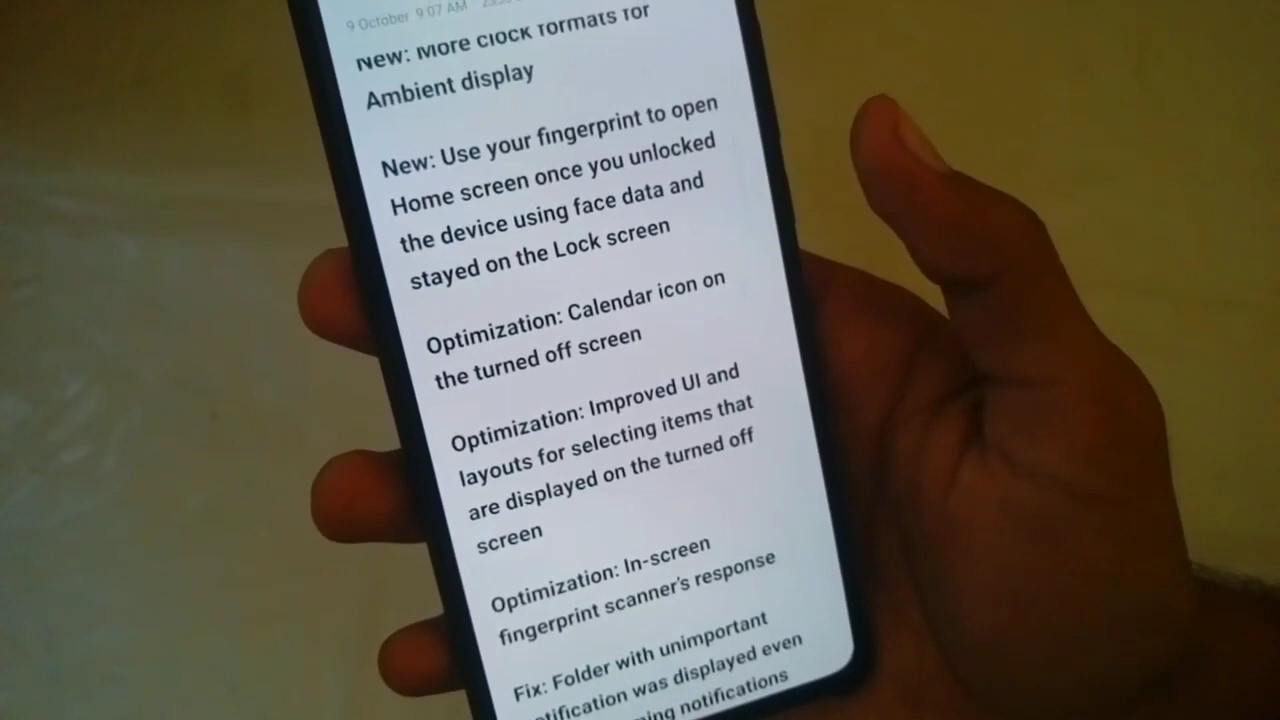 9 October 9:07 AM
New: More clock formats for
Ambient display
New: Use your fingerprint to open
Home screen once you unlocked
the device using face data and
stayed on the Lock screen
Optimization: Calendar icon on
the turned off screen
Optimization: Improved UI and
layouts for selecting items that
are displayed on the turned off
screen
Optimization: In-screen
fingerprint scanner's response
Fix: Folder with unimportant
was displayed even
notifications